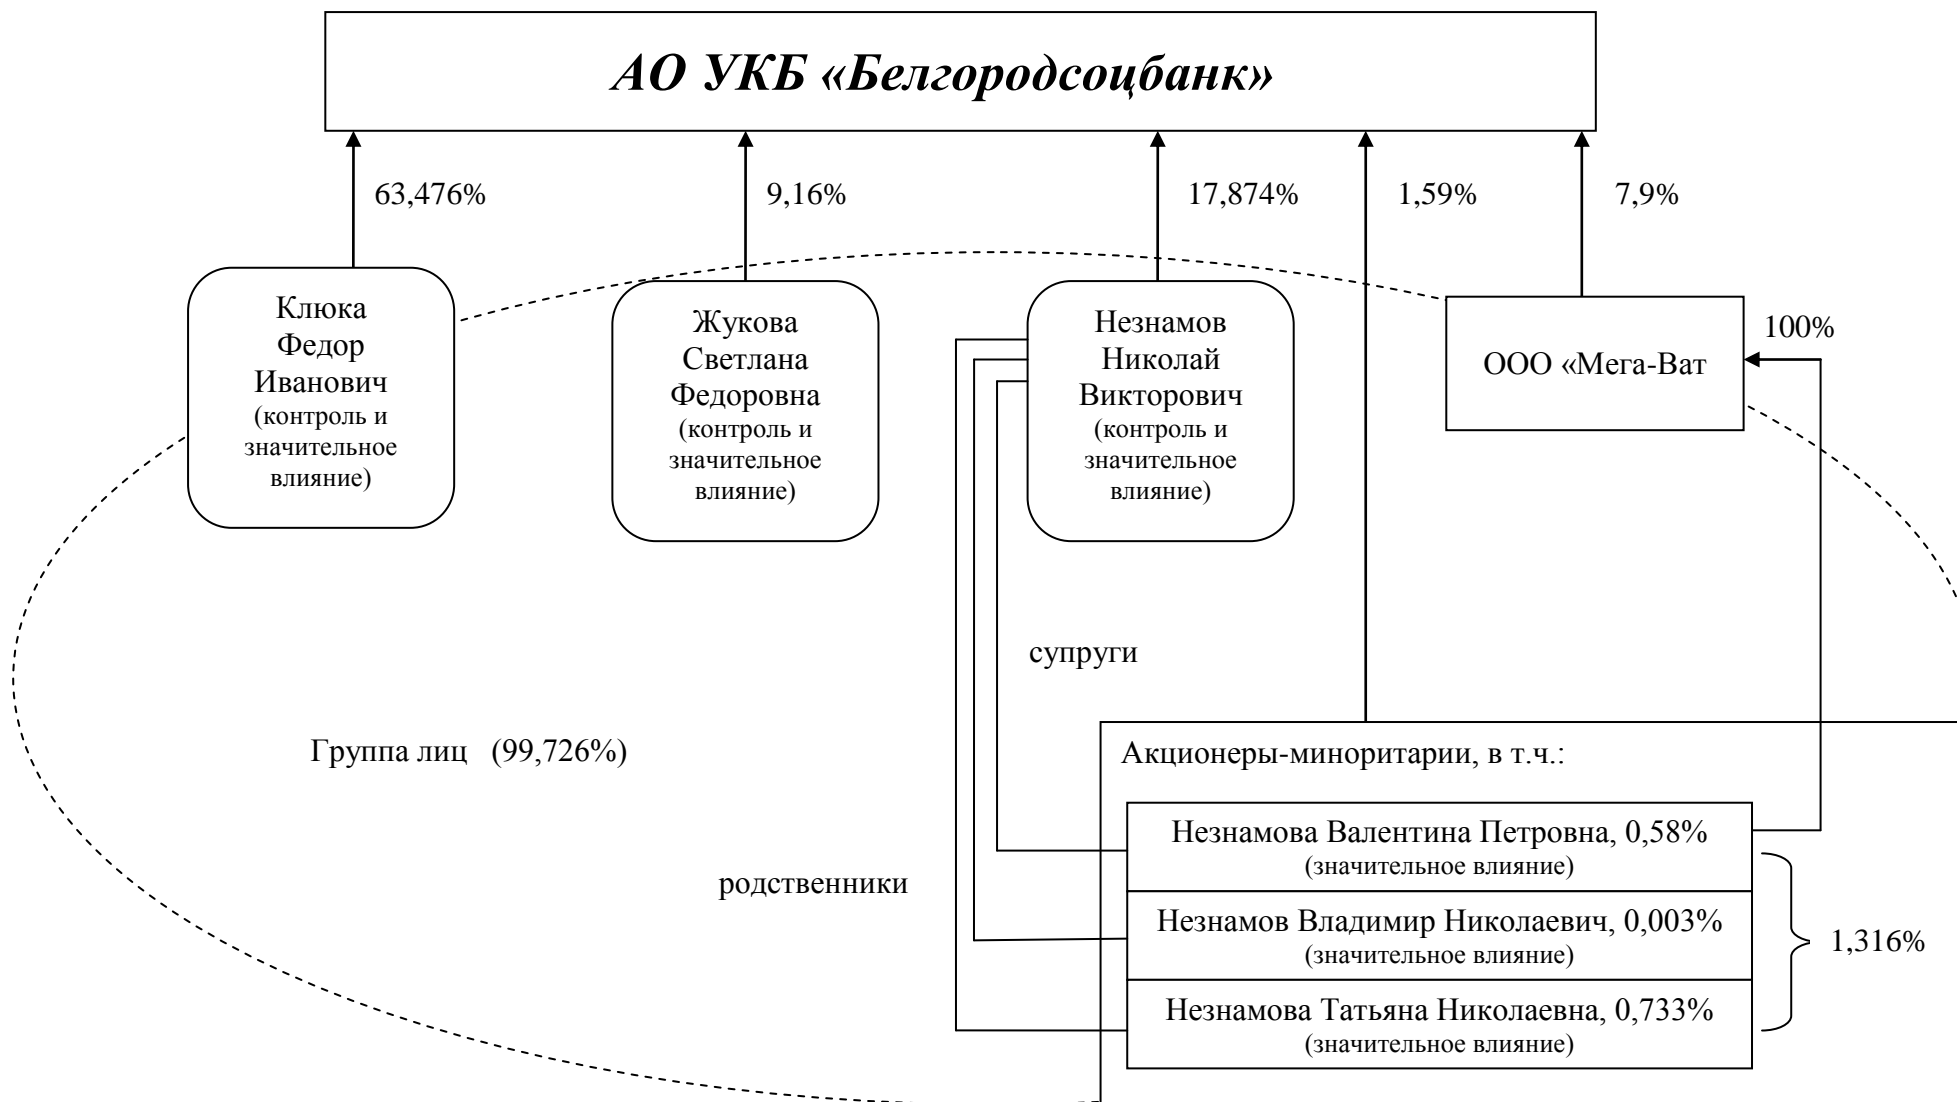 АО УКБ «Белгородсоцбанк»
63,476%
9,16%
17,874%
1,59%
7,9%
Клюка
Федор
Иванович
(контроль и
значительное
влияние)
Жукова
Светлана
Федоровна
(контроль и
значительное
влияние)
Незнамов
Николай
Викторович
(контроль и
значительное
влияние)
ООО «Мега-Ват
100%
супруги
Группа лиц (99,726%)
Акционеры-миноритарии, в т.ч.:
Незнамова Валентина Петровна, 0,58%
(значительное влияние)
родственники
Незнамов Владимир Николаевич, 0,003%
(значительное влияние)
1,316%
Незнамова Татьяна Николаевна, 0,733%
(значительное влияние)